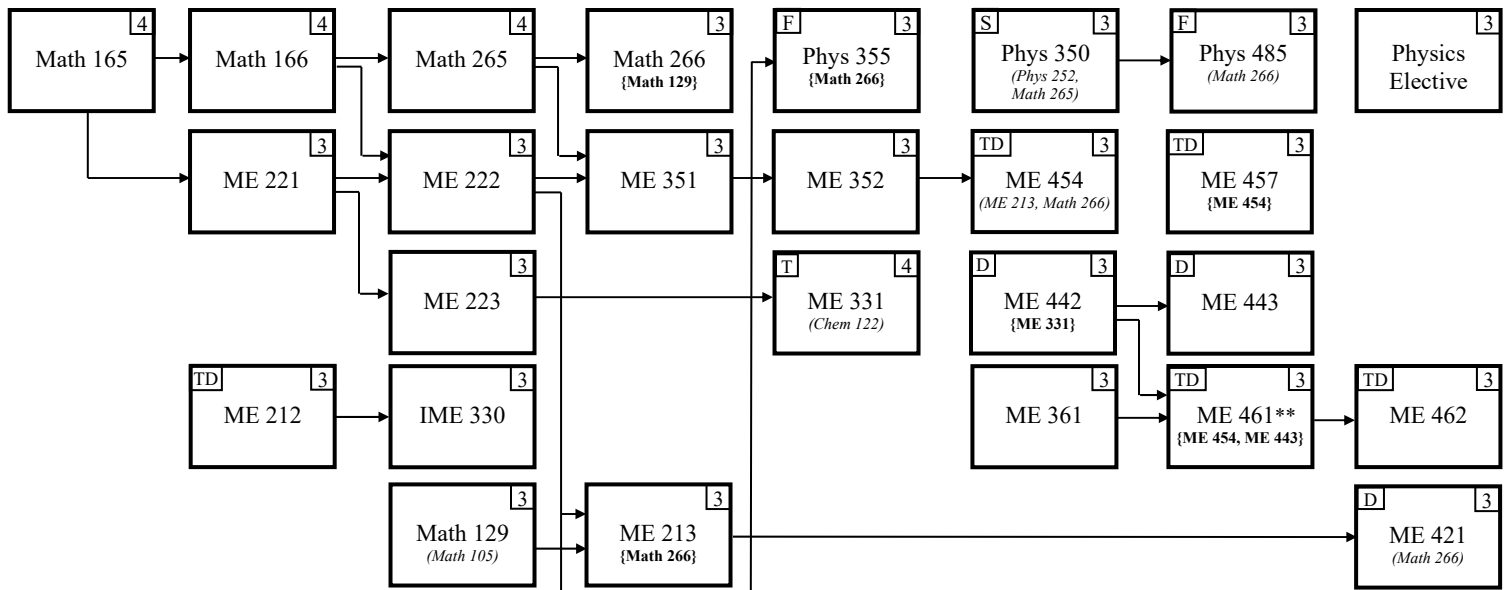 4
Math 165
4
Math 166
4
Math 265
3
Math 266
{Math 129}
F
3
Phys 355
{Math 266}
S
3
Phys 350
(Phys 252,
Math 265)
F
3
Phys 485
(Math 266)
3
Physics
Elective
3
ME 221
3
ME 222
3
ME 351
3
ME 352
TD
3
ME 454
(ME 213, Math 266)
TD
3
ME 457
{ME 454}
3
ME 223
T
4
ME 331
(Chem 122)
D
3
ME 442
{ME 331}
D
3
ME 443
TD
3
ME 212
3
IME 330
3
ME 361
TD
3
ME 461**
{ME 454, ME 443}
TD
3
ME 462
3
Math 129
(Math 105)
3
ME 213
{Math 266}
D
3
ME 421
(Math 266)